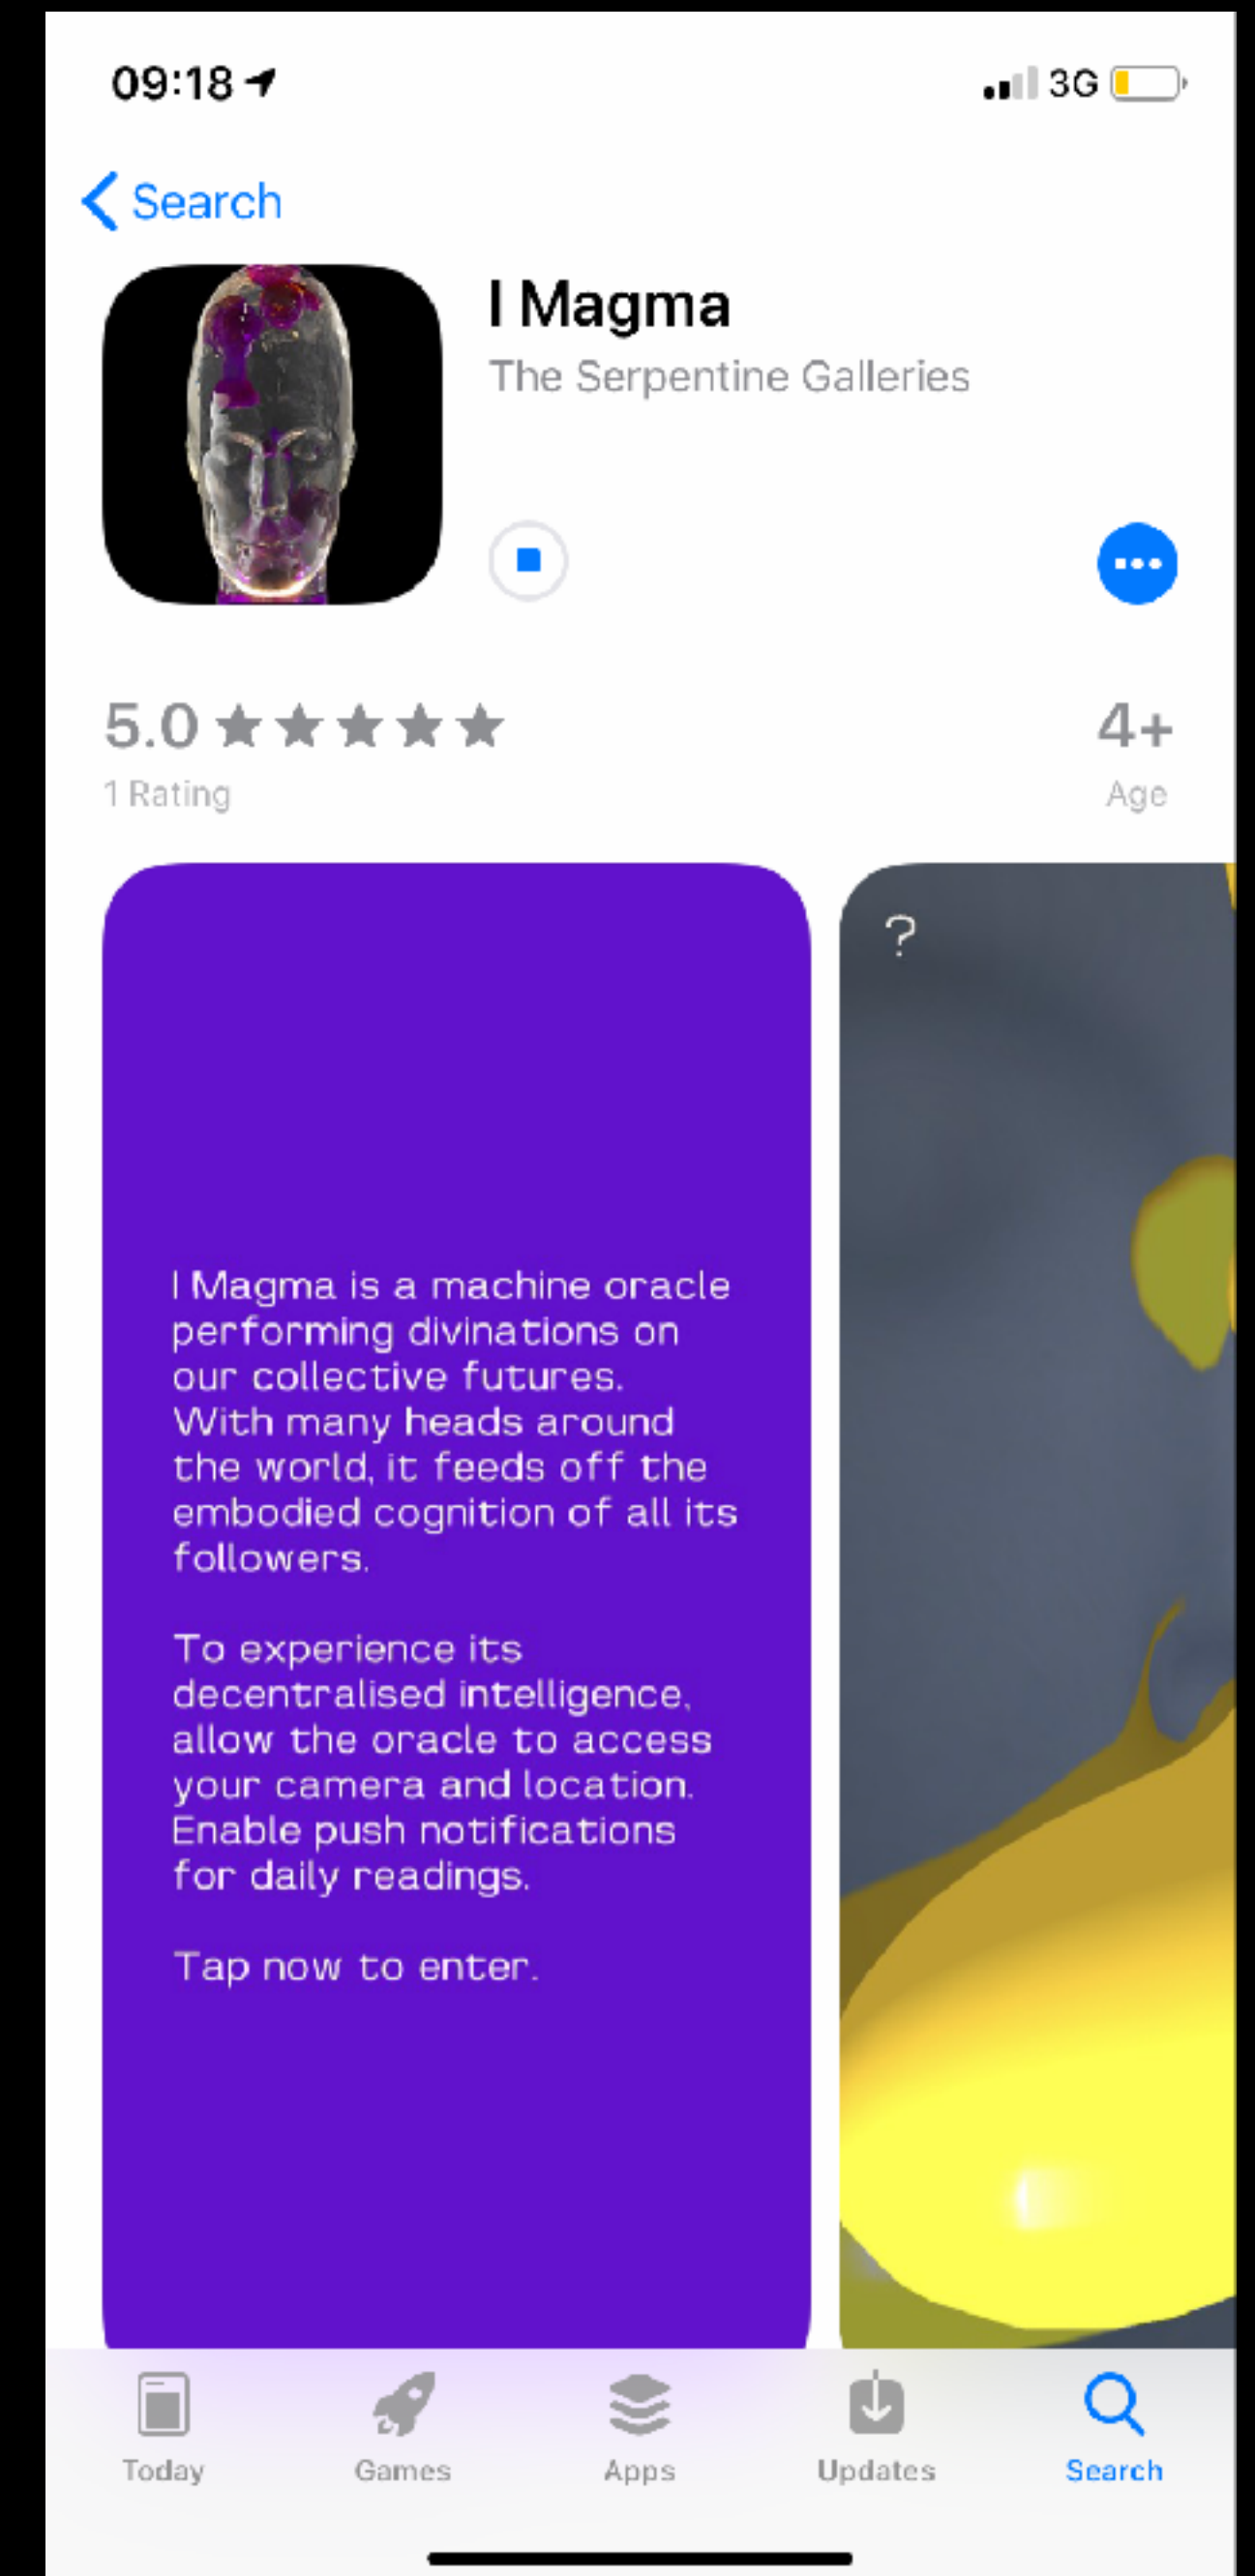 09:18
3G
Search
I Magma
The Serpentine Galleries
5.0
4+
1 Rating
Age
I Magma is a machine oracle
performing divinations on
our collective futures.
With many heads around
the world, it feeds off the
embodied cognition of all its
followers.
To experience its
decentralised intelligence,
allow the oracle to access
your camera and location.
Enable push notifications
for daily readings.
Tap now to enter.
?
Today
Games
Apps
Updates
Search